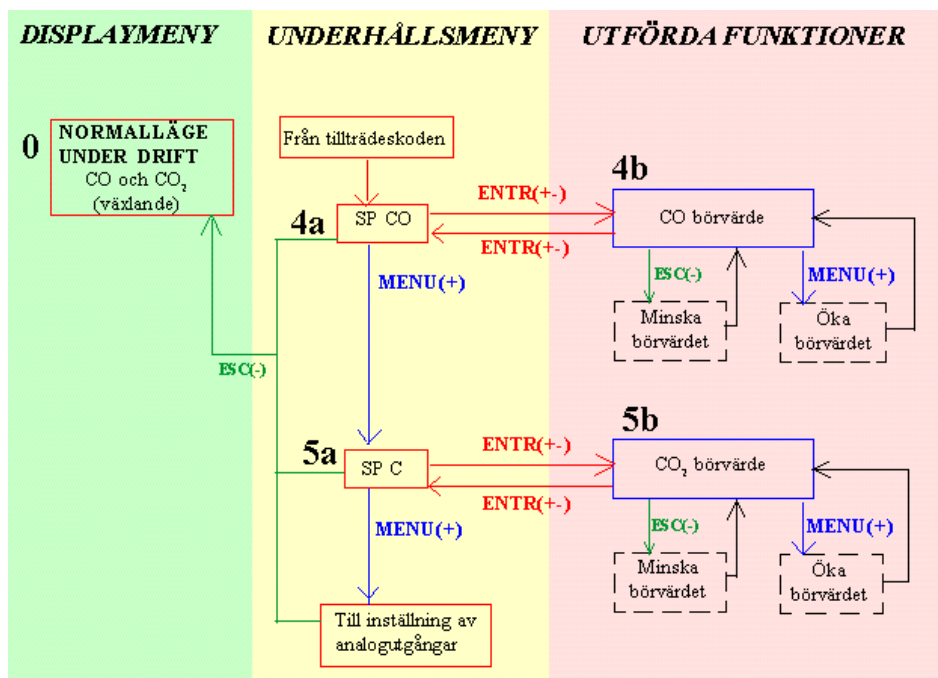 DISPLAYMENY
UNDERHÅLLSMENY
UTFÖRDA FUNKTIONER
0
NORMALLÄGE
UNDER DRIFT
CO och CO₂
(växlande)
ESC(-)
Från tillträdeskoden
4a
SP CO
MENU(+)
5a
SP C
MENU(+)
Till inställning av
analogutgångar
ENTR(+-)
ENTR(+-)
4b
CO börvärde
ESC(-)
MENU(+)
Minska
börvärdet
Öka
börvärdet
ENTR(+-)
ENTR(+-)
5b
CO₂ börvärde
ESC(-)
MENU(+)
Minska
börvärdet
Öka
börvärdet